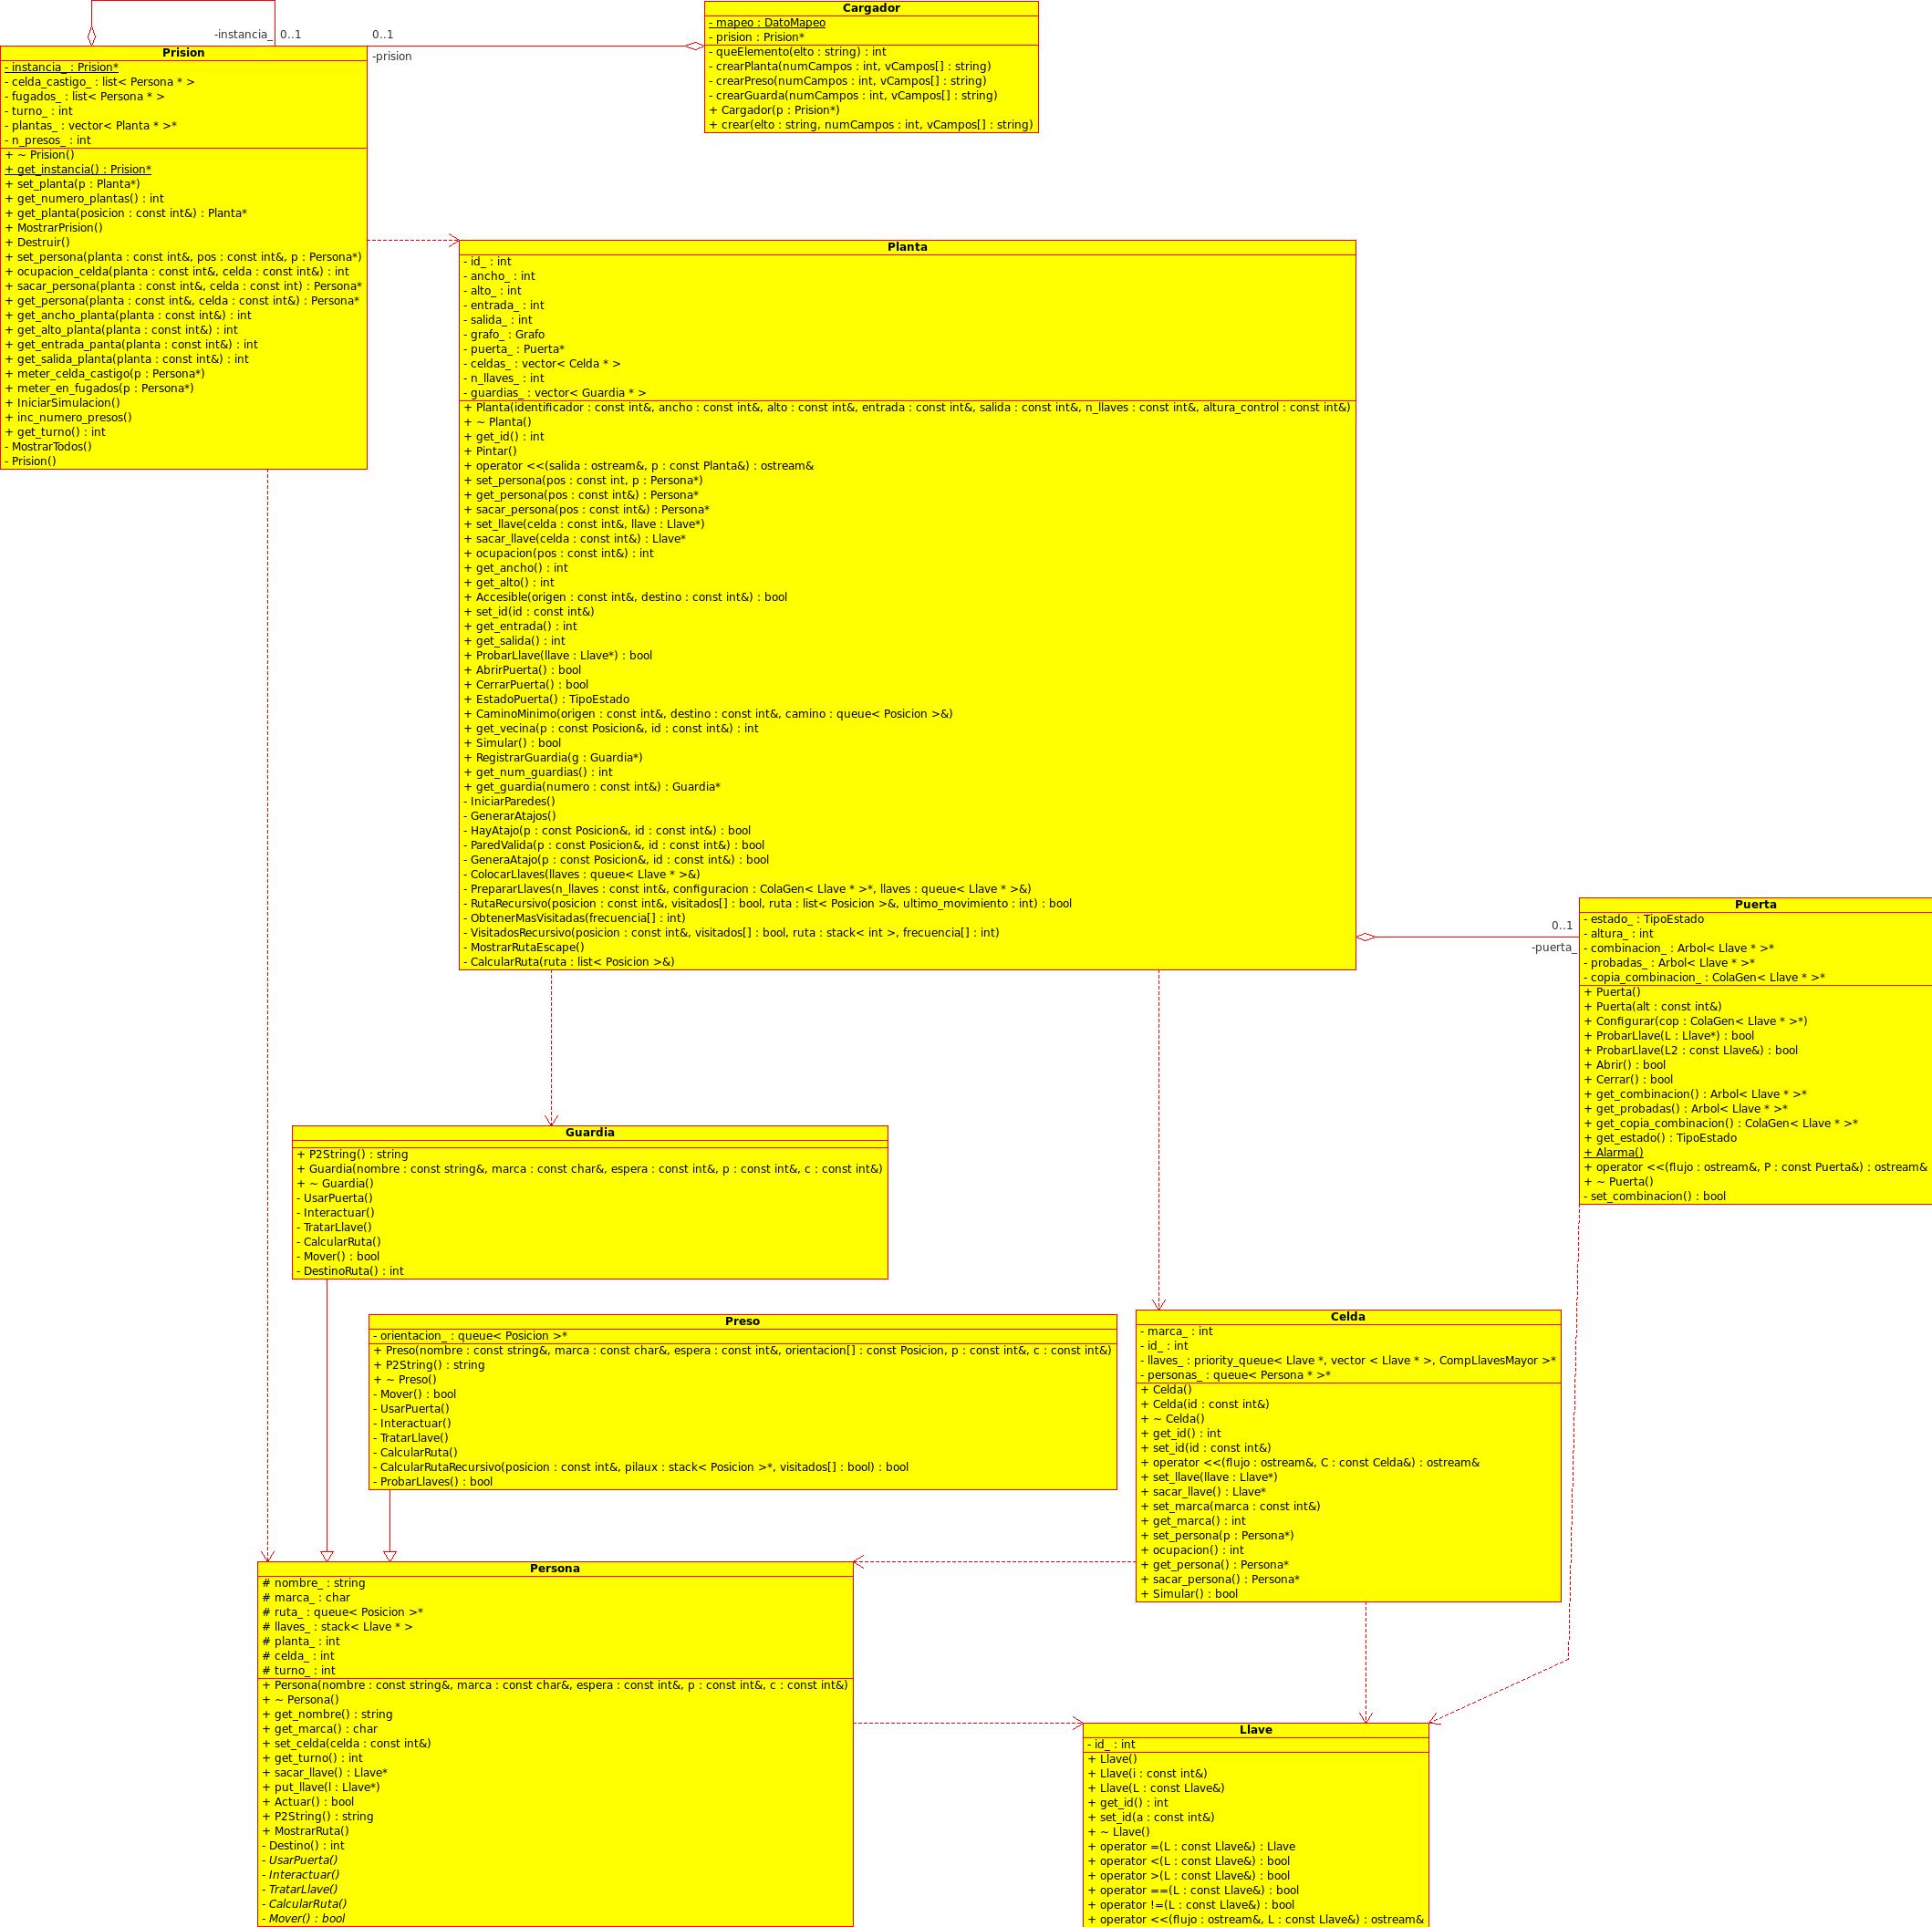 -instancia_ 0..1
0..1
-prision
Cargador
- mapeo : DatoMapeo
- prision : Prision*
- queElemento(elto : string) : int
- crearPlanta(numCampos : int, vCampos[] : string)
- crearPreso(numCampos : int, vCampos[] : string)
- crearGuarda(numCampos : int, vCampos[] : string)
+ Cargador(p : Prision*)
+ crear(elto : string, numCampos : int, vCampos[] : string)
Prision
- instancia_ : Prision*
- celda_castigo_ : list< Persona * >
- fugados_ : list< Persona * >
- turno_ : int
- plantas_ : vector< Planta * >*
- n_presos_ : int
+ ~ Prision()
+ get_instancia() : Prision*
+ set_planta(p : Planta*)
+ get_numero_plantas() : int
+ get_planta(posicion : const int&) : Planta*
+ MostrarPrision()
+ Destruir()
+ set_persona(planta : const int&, pos : const int&, p : Persona*)
+ ocupacion_celda(planta : const int&, celda : const int&) : int
+ sacar_persona(planta : const int&, celda : const int) : Persona*
+ get_persona(planta : const int&, celda : const int&) : Persona*
+ get_ancho_planta(planta : const int&) : int
+ get_alto_planta(planta : const int&) : int
+ get_entrada_panta(planta : const int&) : int
+ get_salida_planta(planta : const int&) : int
+ meter_celda_castigo(p : Persona*)
+ meter_en_fugados(p : Persona*)
+ IniciarSimulacion()
+ inc_numero_presos()
+ get_turno() : int
- MostrarTodos()
- Prision()
Planta
- id_ : int
- ancho_ : int
- alto_ : int
- entrada_ : int
- salida_ : int
- grafo_ : Grafo
- puerta_ : Puerta*
- celdas_ : vector< Celda * >
- n_llaves_ : int
- guardias_ : vector< Guardia * >
+ Planta(identificador : const int&, ancho : const int&, alto : const int&, entrada : const int&, salida : const int&, n_llaves : const int&, altura_control : const int&)
+ ~ Planta()
+ get_id() : int
+ Pintar()
+ operator <<(salida : ostream&, p : const Planta&) : ostream&
+ set_persona(pos : const int, p : Persona*)
+ get_persona(pos : const int&) : Persona*
+ sacar_persona(pos : const int&) : Persona*
+ set_llave(celda : const int&, llave : Llave*)
+ sacar_llave(celda : const int&) : Llave*
+ ocupacion(pos : const int&) : int
+ get_ancho() : int
+ get_alto() : int
+ Accesible(origen : const int&, destino : const int&) : bool
+ set_id(id : const int&)
+ get_entrada() : int
+ get_salida() : int
+ ProbarLlave(llave : Llave*) : bool
+ AbrirPuerta() : bool
+ CerrarPuerta() : bool
+ EstadoPuerta() : TipoEstado
+ CaminoMinimo(origen : const int&, destino : const int&, camino : queue< Posicion >&)
+ get_vecina(p : const Posicion&, id : const int&) : int
+ Simular() : bool
+ RegistrarGuardia(g : Guardia*)
+ get_num_guardias() : int
+ get_guardia(numero : const int&) : Guardia*
- IniciarParedes()
- GenerarAtajos()
- HayAtajo(p : const Posicion&, id : const int&) : bool
- ParedValida(p : const Posicion&, id : const int&) : bool
- GeneraAtajo(p : const Posicion&, id : const int&) : bool
- ColocarLlaves(llaves : queue< Llave * >&)
- PrepararLlaves(n_llaves : const int&, configuracion : ColaGen< Llave * >*, llaves : queue< Llave * >&)
- RutaRecursivo(posicion : const int&, visitados[] : bool, ruta : list< Posicion >&, ultimo_movimiento : int) : bool
- ObtenerMasVisitadas(frecuencia[] : int)
- VisitadosRecursivo(posicion : const int&, visitados[] : bool, ruta : stack< int >, frecuencia[] : int)
- MostrarRutaEscape()
- CalcularRuta(ruta : list< Posicion >&)
0..1
-puerta_
Puerta
- estado_ : TipoEstado
- altura_ : int
- combinacion_ : Arbol< Llave * >*
- probadas_ : Arbol< Llave * >*
- copia_combinacion_ : ColaGen< Llave * >*
+ Puerta()
+ Puerta(alt : const int&)
+ Configurar(cop : ColaGen< Llave * >*)
+ ProbarLlave(L : Llave*) : bool
+ ProbarLlave(L2 : const Llave&) : bool
+ Abrir() : bool
+ Cerrar() : bool
+ get_combinacion() : Arbol< Llave * >*
+ get_probadas() : Arbol< Llave * >*
+ get_copia_combinacion() : ColaGen< Llave * >*
+ get_estado() : TipoEstado
+ Alarma()
+ operator <<(flujo : ostream&, P : const Puerta&) : ostream&
+ ~ Puerta()
- set_combinacion() : bool
Guardia
+ P2String() : string
+ Guardia(nombre : const string&, marca : const char&, espera : const int&, p : const int&, c : const int&)
+ ~ Guardia()
- UsarPuerta()
- Interactuar()
- TratarLlave()
- CalcularRuta()
- Mover() : bool
- DestinoRuta() : int
Preso
- orientacion_ : queue< Posicion >*
+ Preso(nombre : const string&, marca : const char&, espera : const int&, orientacion[] : const Posicion, p : const int&, c : const int&)
+ P2String() : string
+ ~ Preso()
- Mover() : bool
- UsarPuerta()
- Interactuar()
- TratarLlave()
- CalcularRuta()
- CalcularRutaRecursivo(posicion : const int&, pilaux : stack< Posicion >*, visitados[] : bool) : bool
- ProbarLlaves() : bool
Celda
- marca_ : int
- id_ : int
- llaves_ : priority_queue< Llave *, vector < Llave * >, CompLlavesMayor >*
- personas_ : queue< Persona * >*
+ Celda()
+ Celda(id : const int&)
+ ~ Celda()
+ get_id() : int
+ set_id(id : const int&)
+ operator <<(flujo : ostream&, C : const Celda&) : ostream&
+ set_llave(llave : Llave*)
+ sacar_llave() : Llave*
+ set_marca(marca : const int&)
+ get_marca() : int
+ set_persona(p : Persona*)
+ ocupacion() : int
+ get_persona() : Persona*
+ sacar_persona() : Persona*
+ Simular() : bool
Persona
# nombre_ : string
# marca_ : char
# ruta_ : queue< Posicion >*
# llaves_ : stack< Llave * >
# planta_ : int
# celda_ : int
# turno_ : int
+ Persona(nombre : const string&, marca : const char&, espera : const int&, p : const int&, c : const int&)
+ ~ Persona()
+ get_nombre() : string
+ get_marca() : char
+ set_celda(celda : const int&)
+ get_turno() : int
+ sacar_llave() : Llave*
+ put_llave(l : Llave*)
+ Actuar() : bool
+ P2String() : string
+ MostrarRuta()
- Destino() : int
- UsarPuerta()
- Interactuar()
- TratarLlave()
- CalcularRuta()
- Mover() : bool
Llave
- id_ : int
+ Llave()
+ Llave(i : const int&)
+ Llave(L : const Llave&)
+ get_id() : int
+ set_id(a : const int&)
+ ~ Llave()
+ operator =(L : const Llave&) : Llave
+ operator <(L : const Llave&) : bool
+ operator >(L : const Llave&) : bool
+ operator ==(L : const Llave&) : bool
+ operator !=(L : const Llave&) : bool
+ operator <<(flujo : ostream&, L : const Llave&) : ostream&